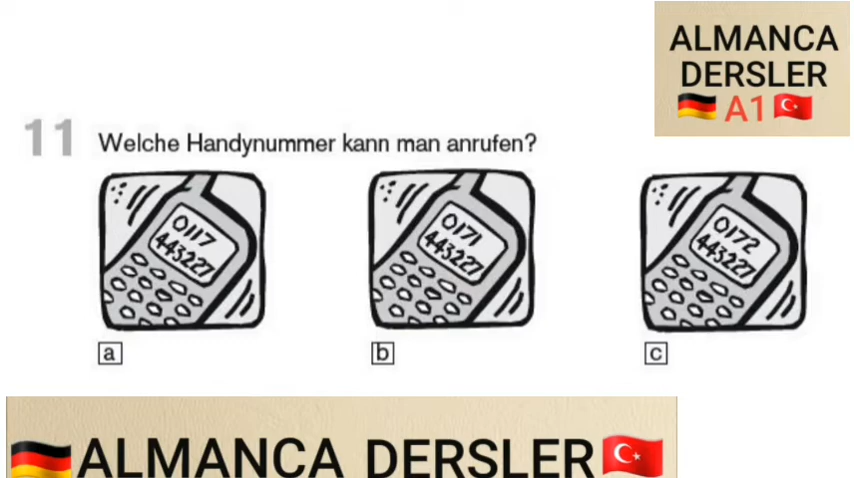 ALMANCA
DERSLER
A1
11 Welche Handynummer kann man anrufen?
0117
443227
0171
443227
0172
443227
a
b
c
ALMANCA DERSLER